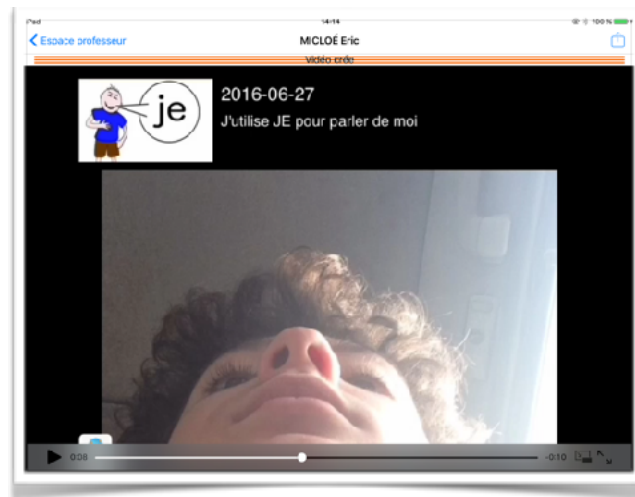 iPad 14:14 100 %
Espace professeur MICLOÉ Eric
Vidéo crée
je
2016-06-27
J'utilise JE pour parler de moi
0:08 -0:10